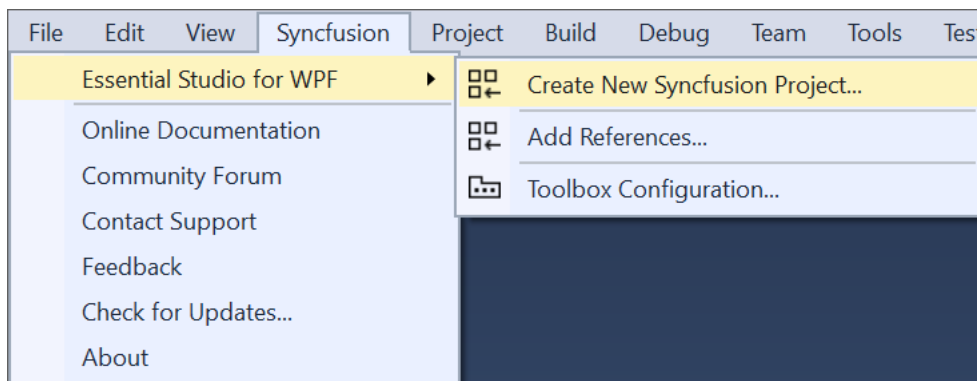 File Edit View Syncfusion Project Build Debug Team Tools
Essential Studio for WPF
Create New Syncfusion Project...
Online Documentation
Add References...
Community Forum
Toolbox Configuration...
Contact Support
Feedback
Check for Updates...
About